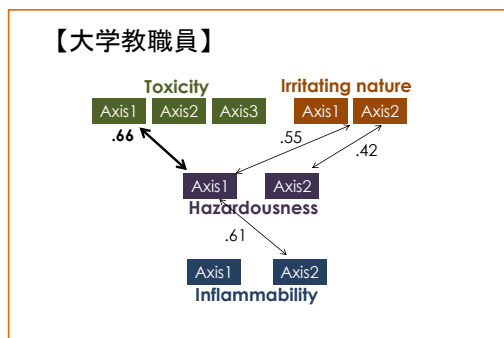 【大学教職員】
Toxicity Irritating nature
Axis1 Axis2 Axis3 Axis1 Axis2
.66 .55 .42
Axis1 Axis2
Hazardousness
.61
Axis1 Axis2
Inflammability